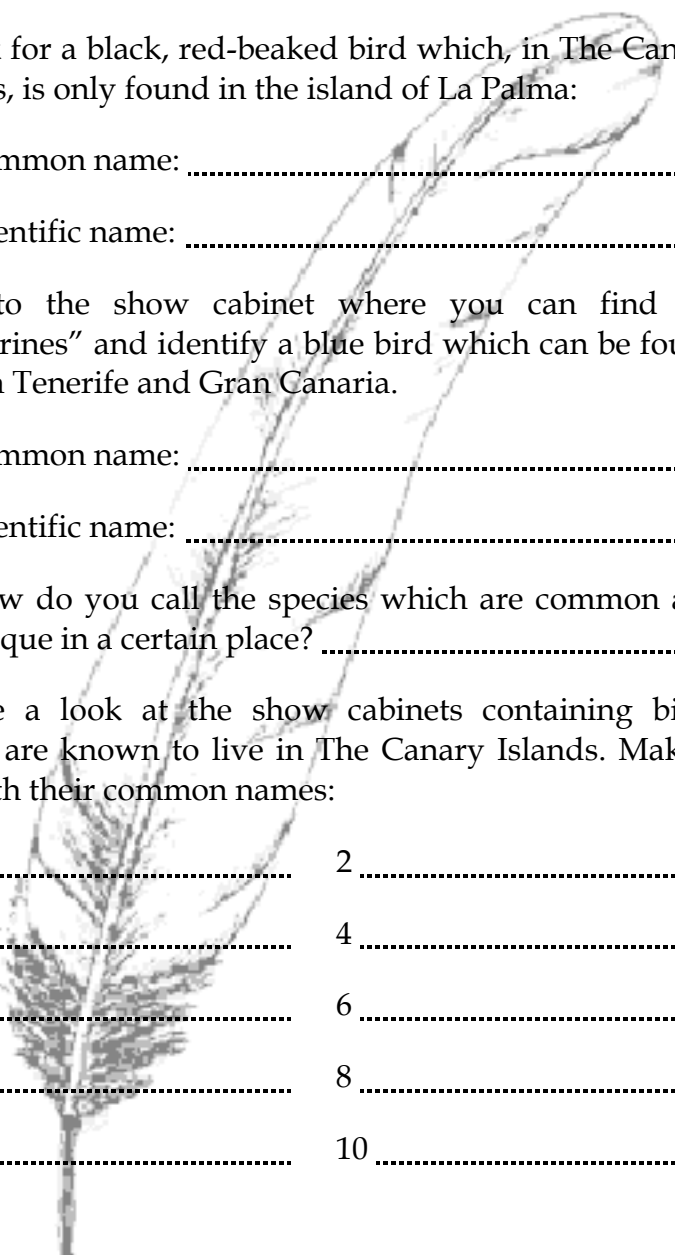 for a black, red-beaked bird which, in The Can
s, is only found in the island of La Palma:
mmon name:
entific name:
to the show cabinet where you can find
rines” and identify a blue bird which can be fou
n Tenerife and Gran Canaria.
mmon name:
entific name:
w do you call the species which are common a
que in a certain place?
e a look at the show cabinets containing bi
are known to live in The Canary Islands. Mak
th their common names:
2
4
6
8
10